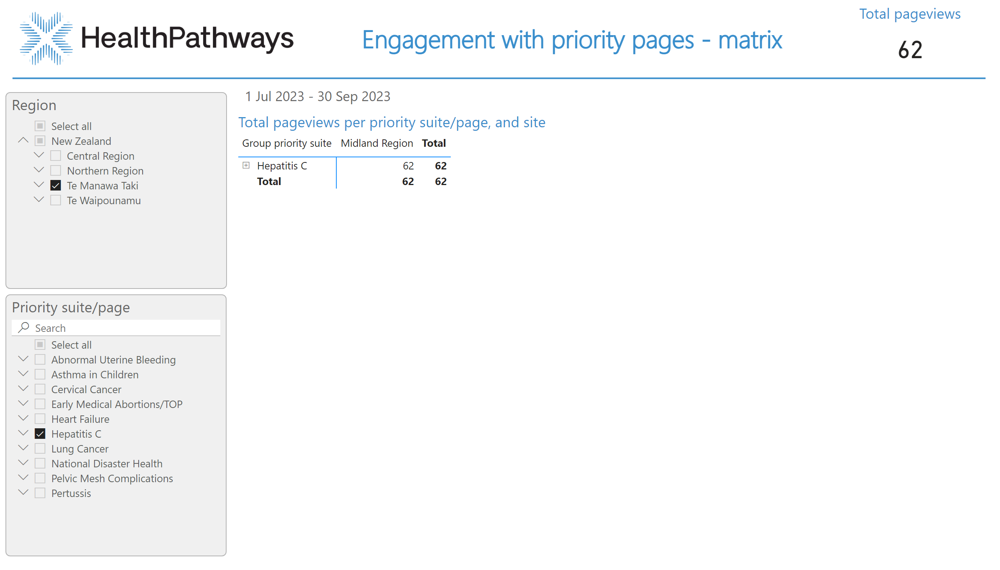 HealthPathways
Engagement with priority pages - matrix
Total pageviews
62
Region
Select all
New Zealand
Central Region
Northern Region
Te Manawa Taki
Te Waipounamu
1 Jul 2023 - 30 Sep 2023
Total pageviews per priority suite/page, and site
Group priority suite Midland Region Total
Hepatitis C 62 62
Total 62 62
Priority suite/page
Search
Select all
Abnormal Uterine Bleeding
Asthma in Children
Cervical Cancer
Early Medical Abortions/TOP
Heart Failure
Hepatitis C
Lung Cancer
National Disaster Health
Pelvic Mesh Complications
Pertussis